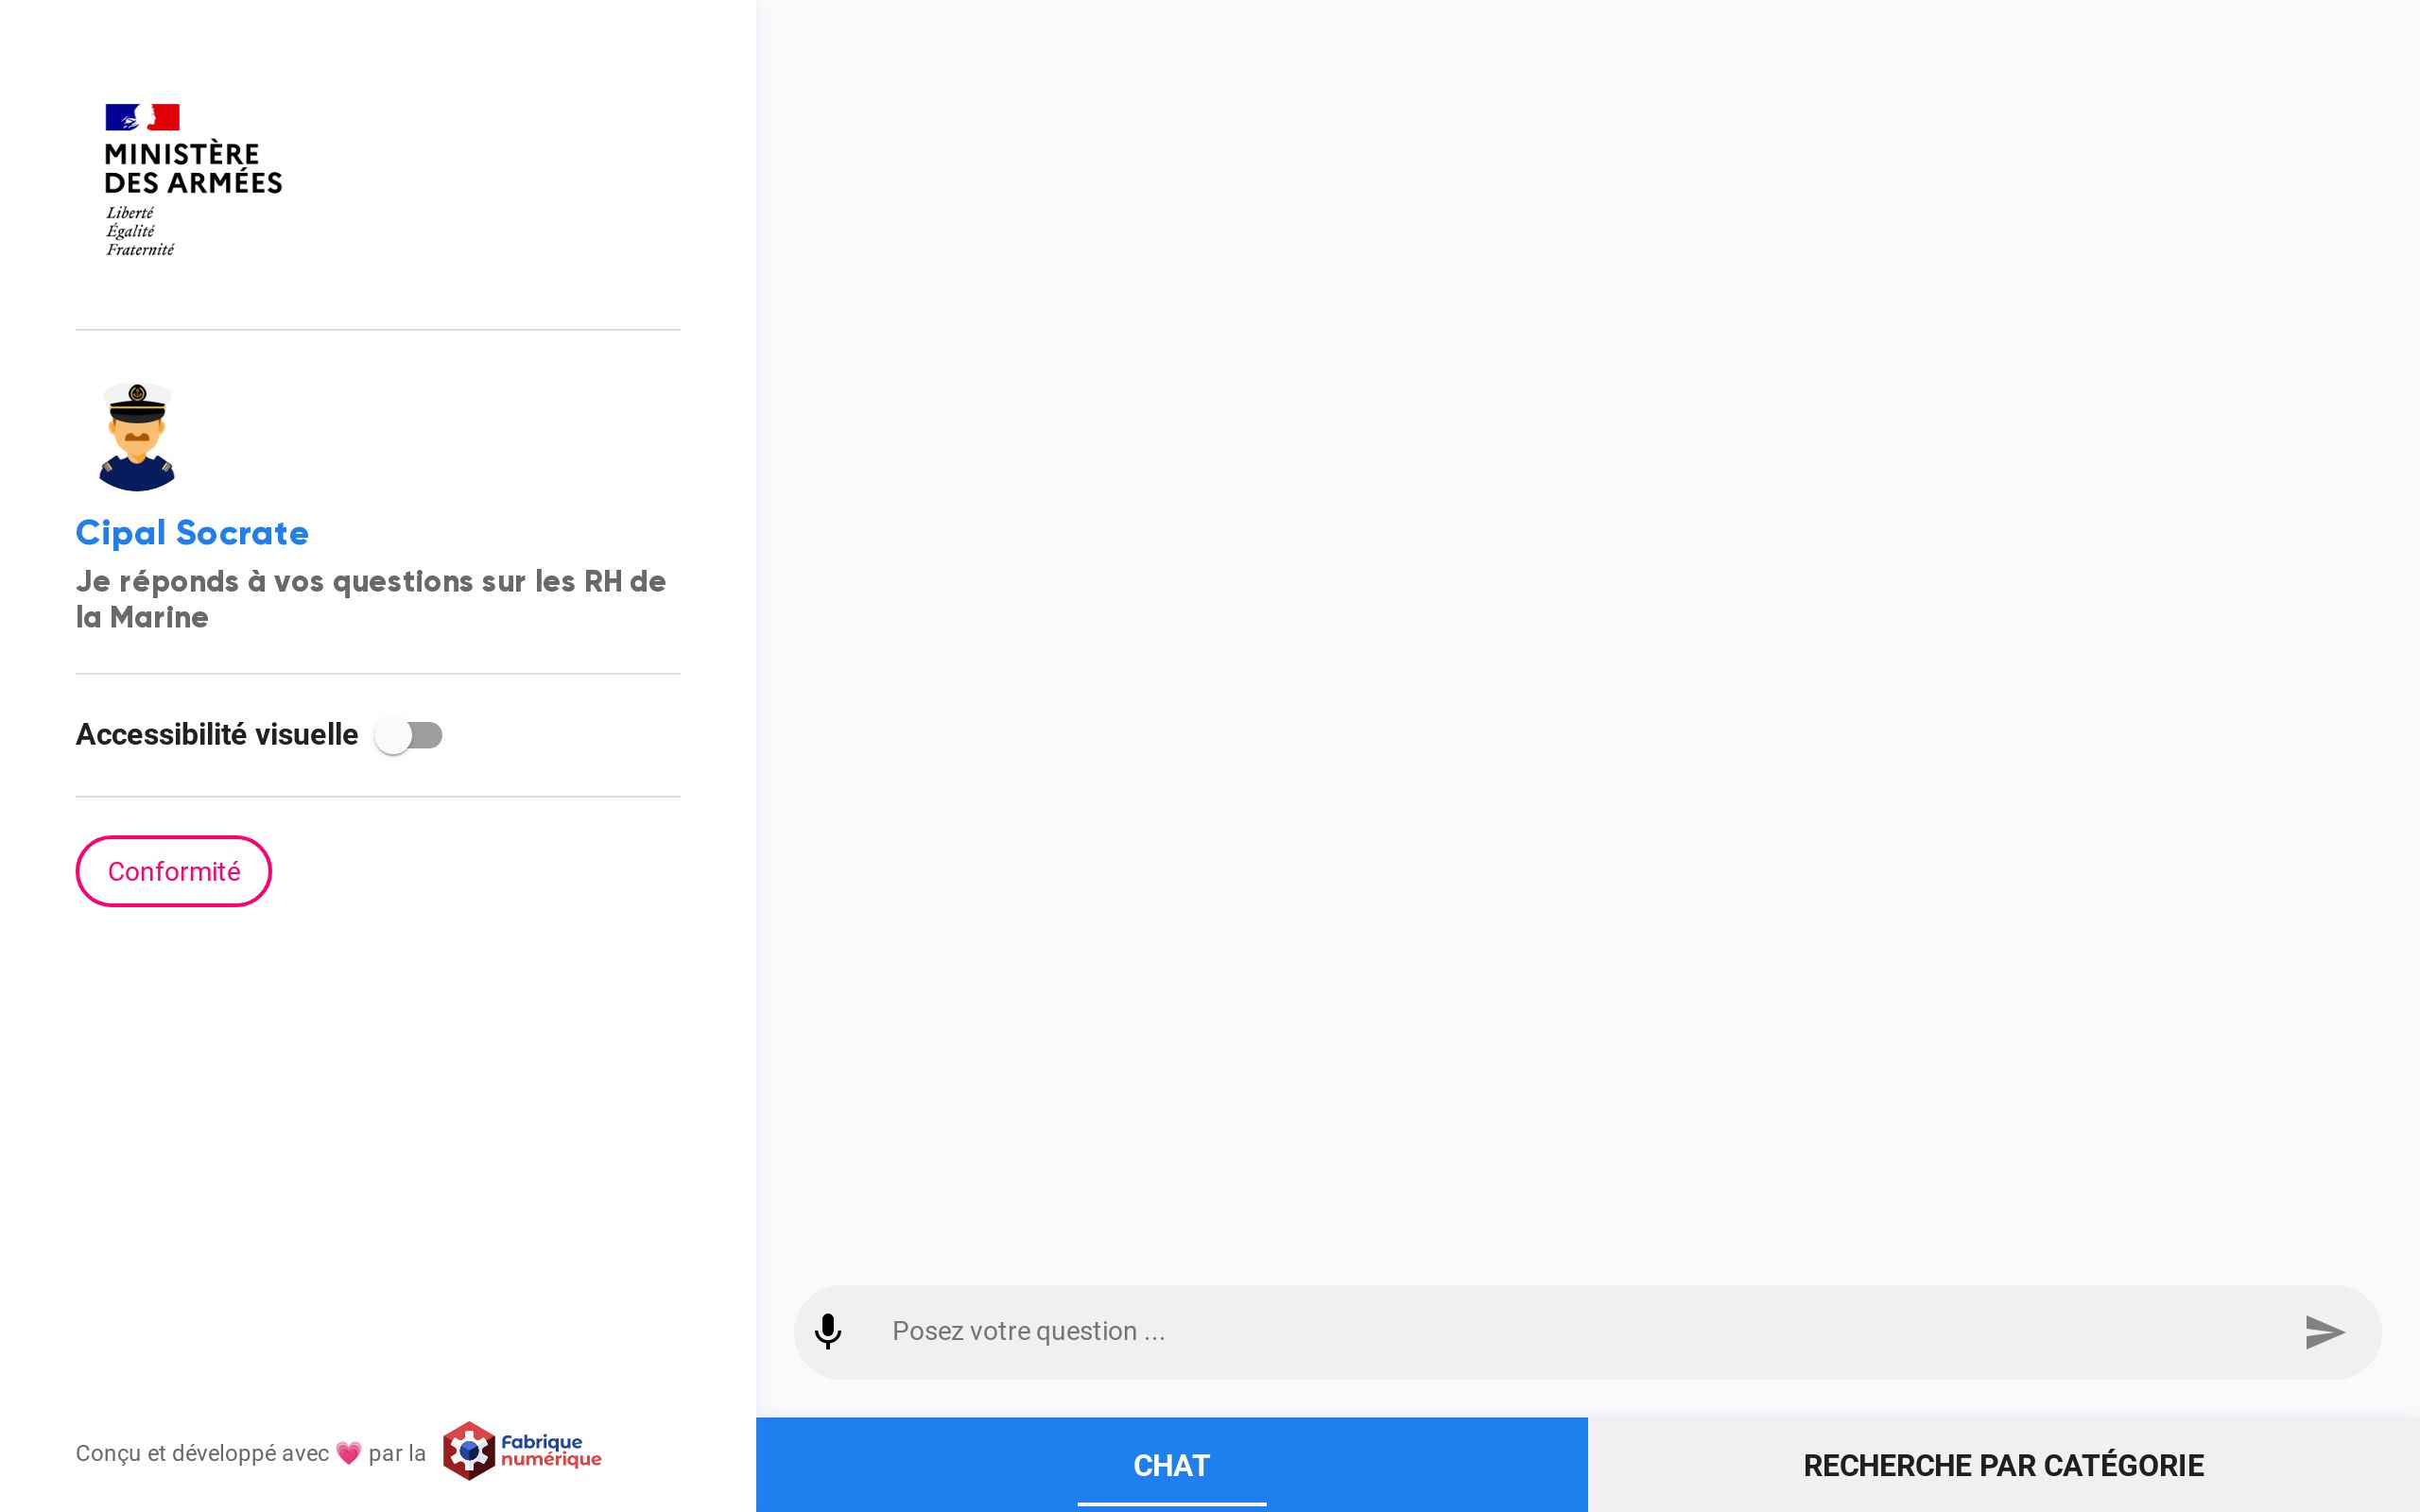 MINISTÈRE
DES ARMÉES
Liberté
Égalité
Fraternité
Cipal Socrate
Je réponds à vos questions sur les RH de
la Marine
Accessibilité visuelle
Conformité
Conçu et développé avec 💗 par la
Fabrique
numérique
Posez votre question ...
CHAT
RECHERCHE PAR CATÉGORIE